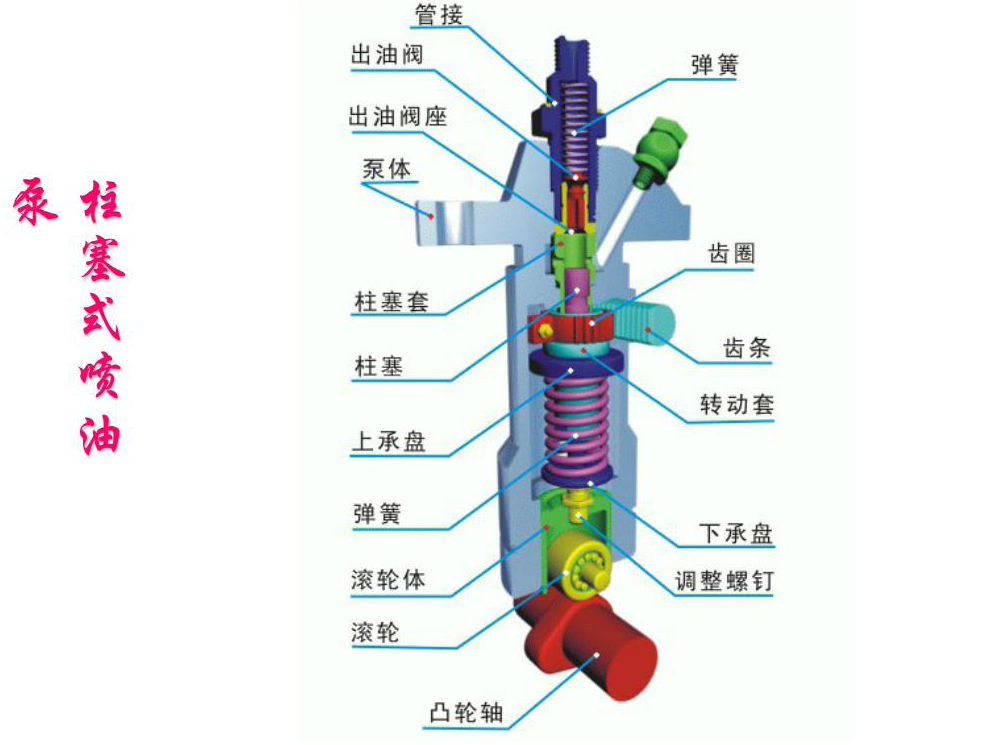 柱塞式喷油
泵
管接
出油阀
弹簧
出油阀座
泵体
齿圈
柱塞套
齿条
柱塞
转动套
上承盘
弹簧
下承盘
滚轮体
调整螺钉
滚轮
凸轮轴